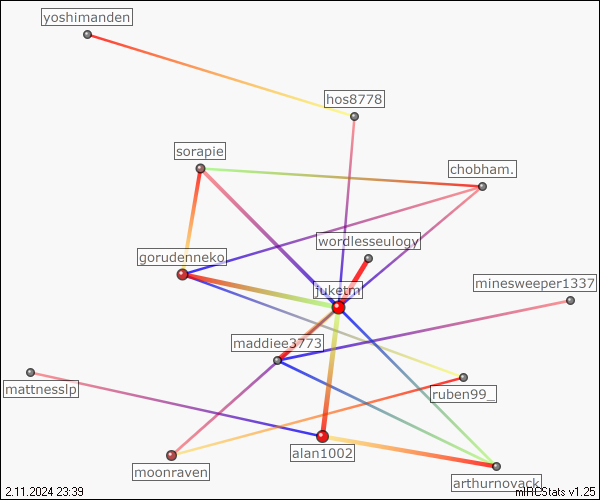 yoshimanden
hos8778
sorapie
chobham.
wordlesseulogy
gorudenneko
minesweeper1337
juketm
maddiee3773
mattnesslp
ruben99_
alan1002
moonraven
arthurnovack
2.11.2024 23:39
mIRCStats v1.25